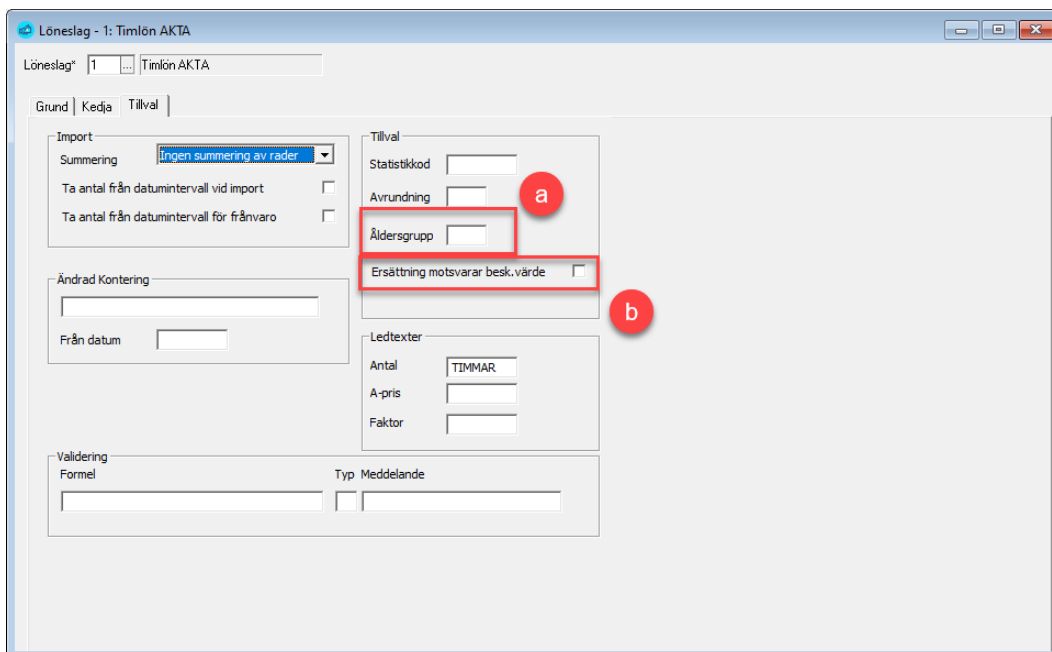 Löneslag - 1: Timlön AKTA
Löneslag* 1 ... Timlön AKTA
Grund Kedja Tillval
Import
Summering Ingen summering av rader
Ta antal från datumintervall vid import
Ta antal från datumintervall för frånvaro
Tillval
Statistikkod
Avrundning
a
Åldersgrupp
Ersättning motsvarar besk.värde
b
Ändrad Kontering
Från datum
Ledtexter
Antal TIMMAR
A-pris
Faktor
Validering
Formel Typ Meddelande